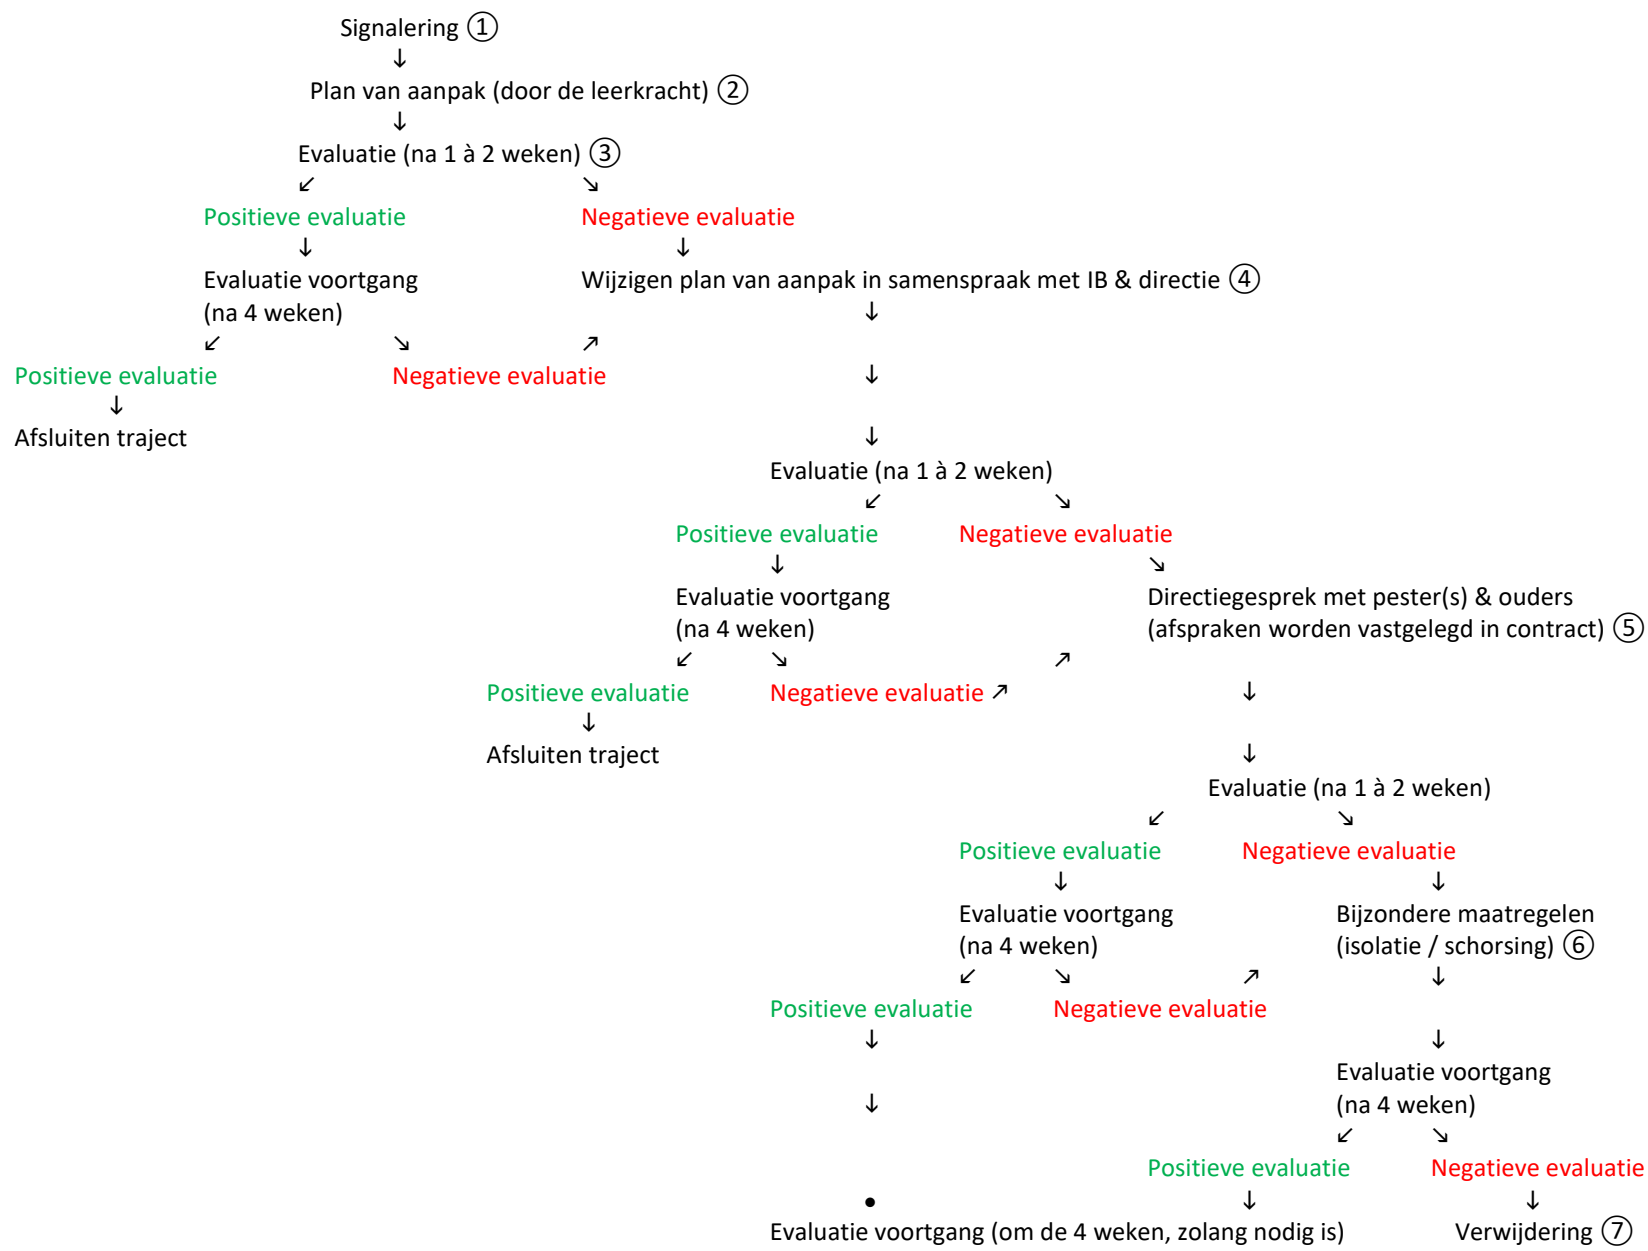 Signalering ①
↓
Plan van aanpak (door de leerkracht) ②
↓
Evaluatie (na 1 à 2 weken) ③
↙ ↘
Positieve evaluatie Negatieve evaluatie
↓ ↓
Evaluatie voortgang Wijzigen plan van aanpak in samenspraak met IB & directie ④
(na 4 weken) ↓
↙ ↘ ↗
Positieve evaluatie Negatieve evaluatie ↓
↓
Afsluiten traject ↓
Evaluatie (na 1 à 2 weken)
↙ ↘
Positieve evaluatie Negatieve evaluatie
↓ ↘
Evaluatie voortgang Directiegesprek met pester(s) & ouders
(na 4 weken) (afspraken worden vastgelegd in contract) ⑤
↙ ↘ ↗
Positieve evaluatie Negatieve evaluatie ↗ ↓
↓
Afsluiten traject ↓
Evaluatie (na 1 à 2 weken)
↙ ↘
Positieve evaluatie Negatieve evaluatie
↓ ↓
Evaluatie voortgang Bijzondere maatregelen
(na 4 weken) (isolatie / schorsing) ⑥
↙ ↘ ↗ ↓
Positieve evaluatie Negatieve evaluatie
↓ ↓
Evaluatie voortgang
↓ (na 4 weken)
↙ ↘
Positieve evaluatie Negatieve evaluatie
• ↓ ↓
Evaluatie voortgang (om de 4 weken, zolang nodig is) Verwijdering ⑦